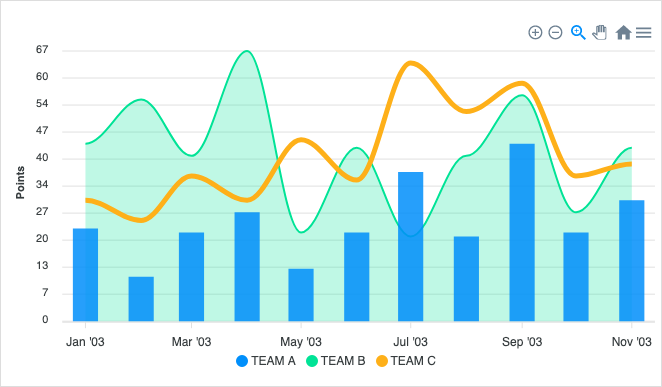 67
60
54
47
40
34
27
20
13
7
0
Points
Jan '03
Mar '03
May '03
Jul '03
Sep '03
Nov '03
TEAM A
TEAM B
TEAM C